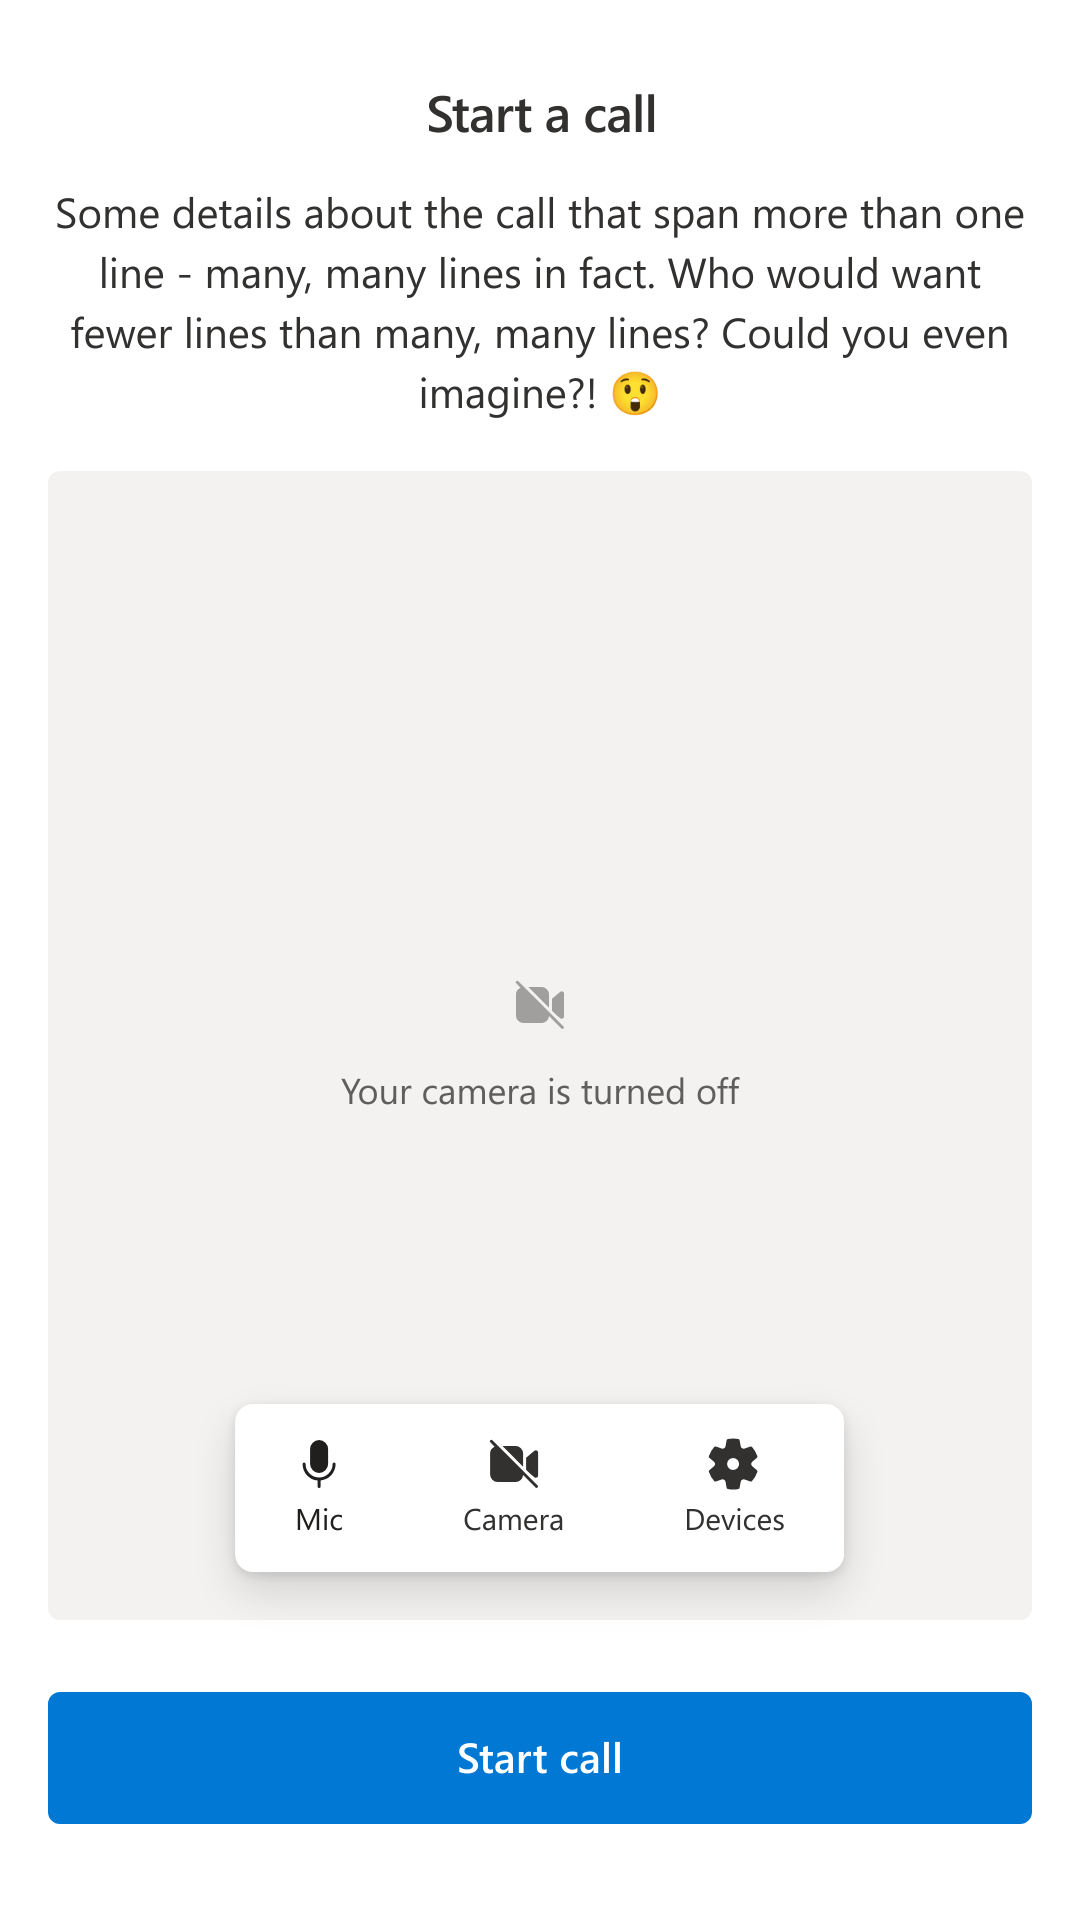 Start a call
Some details about the call that span more than one
line - many, many lines in fact. Who would want
fewer lines than many, many lines? Could you even
imagine?! 😲
Your camera is turned off
Mic
Camera
Devices
Start call